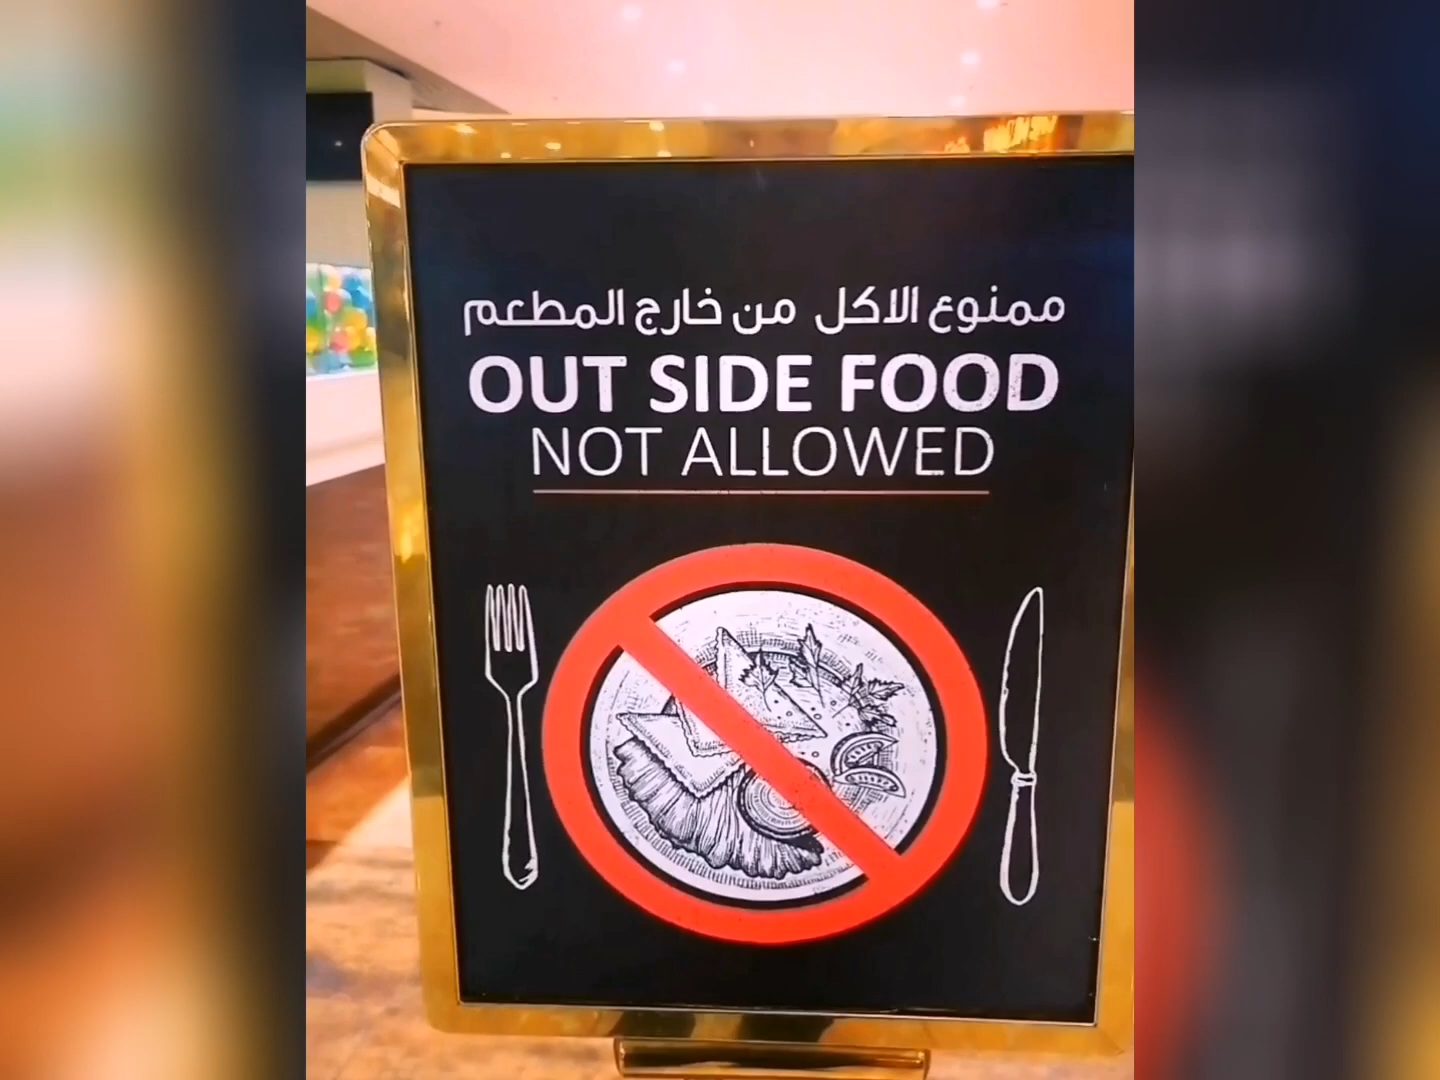 ممنوع الاكل من خارج المطعم
OUT SIDE FOOD
NOT ALLOWED